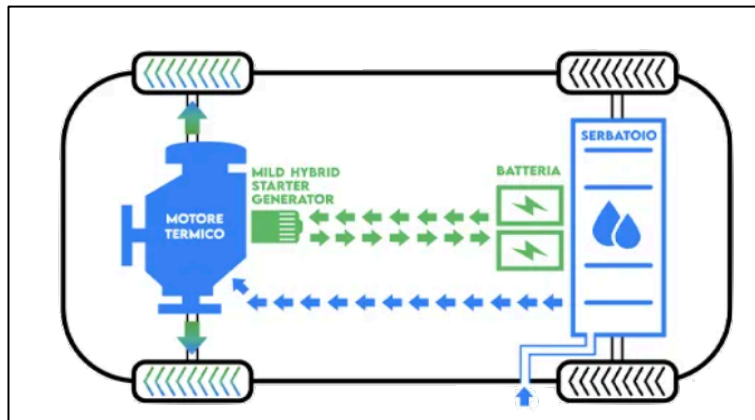 SERBATOIO
MILD HYBRID
STARTER
GENERATOR
BATTERIA
MOTORE
TERMICO